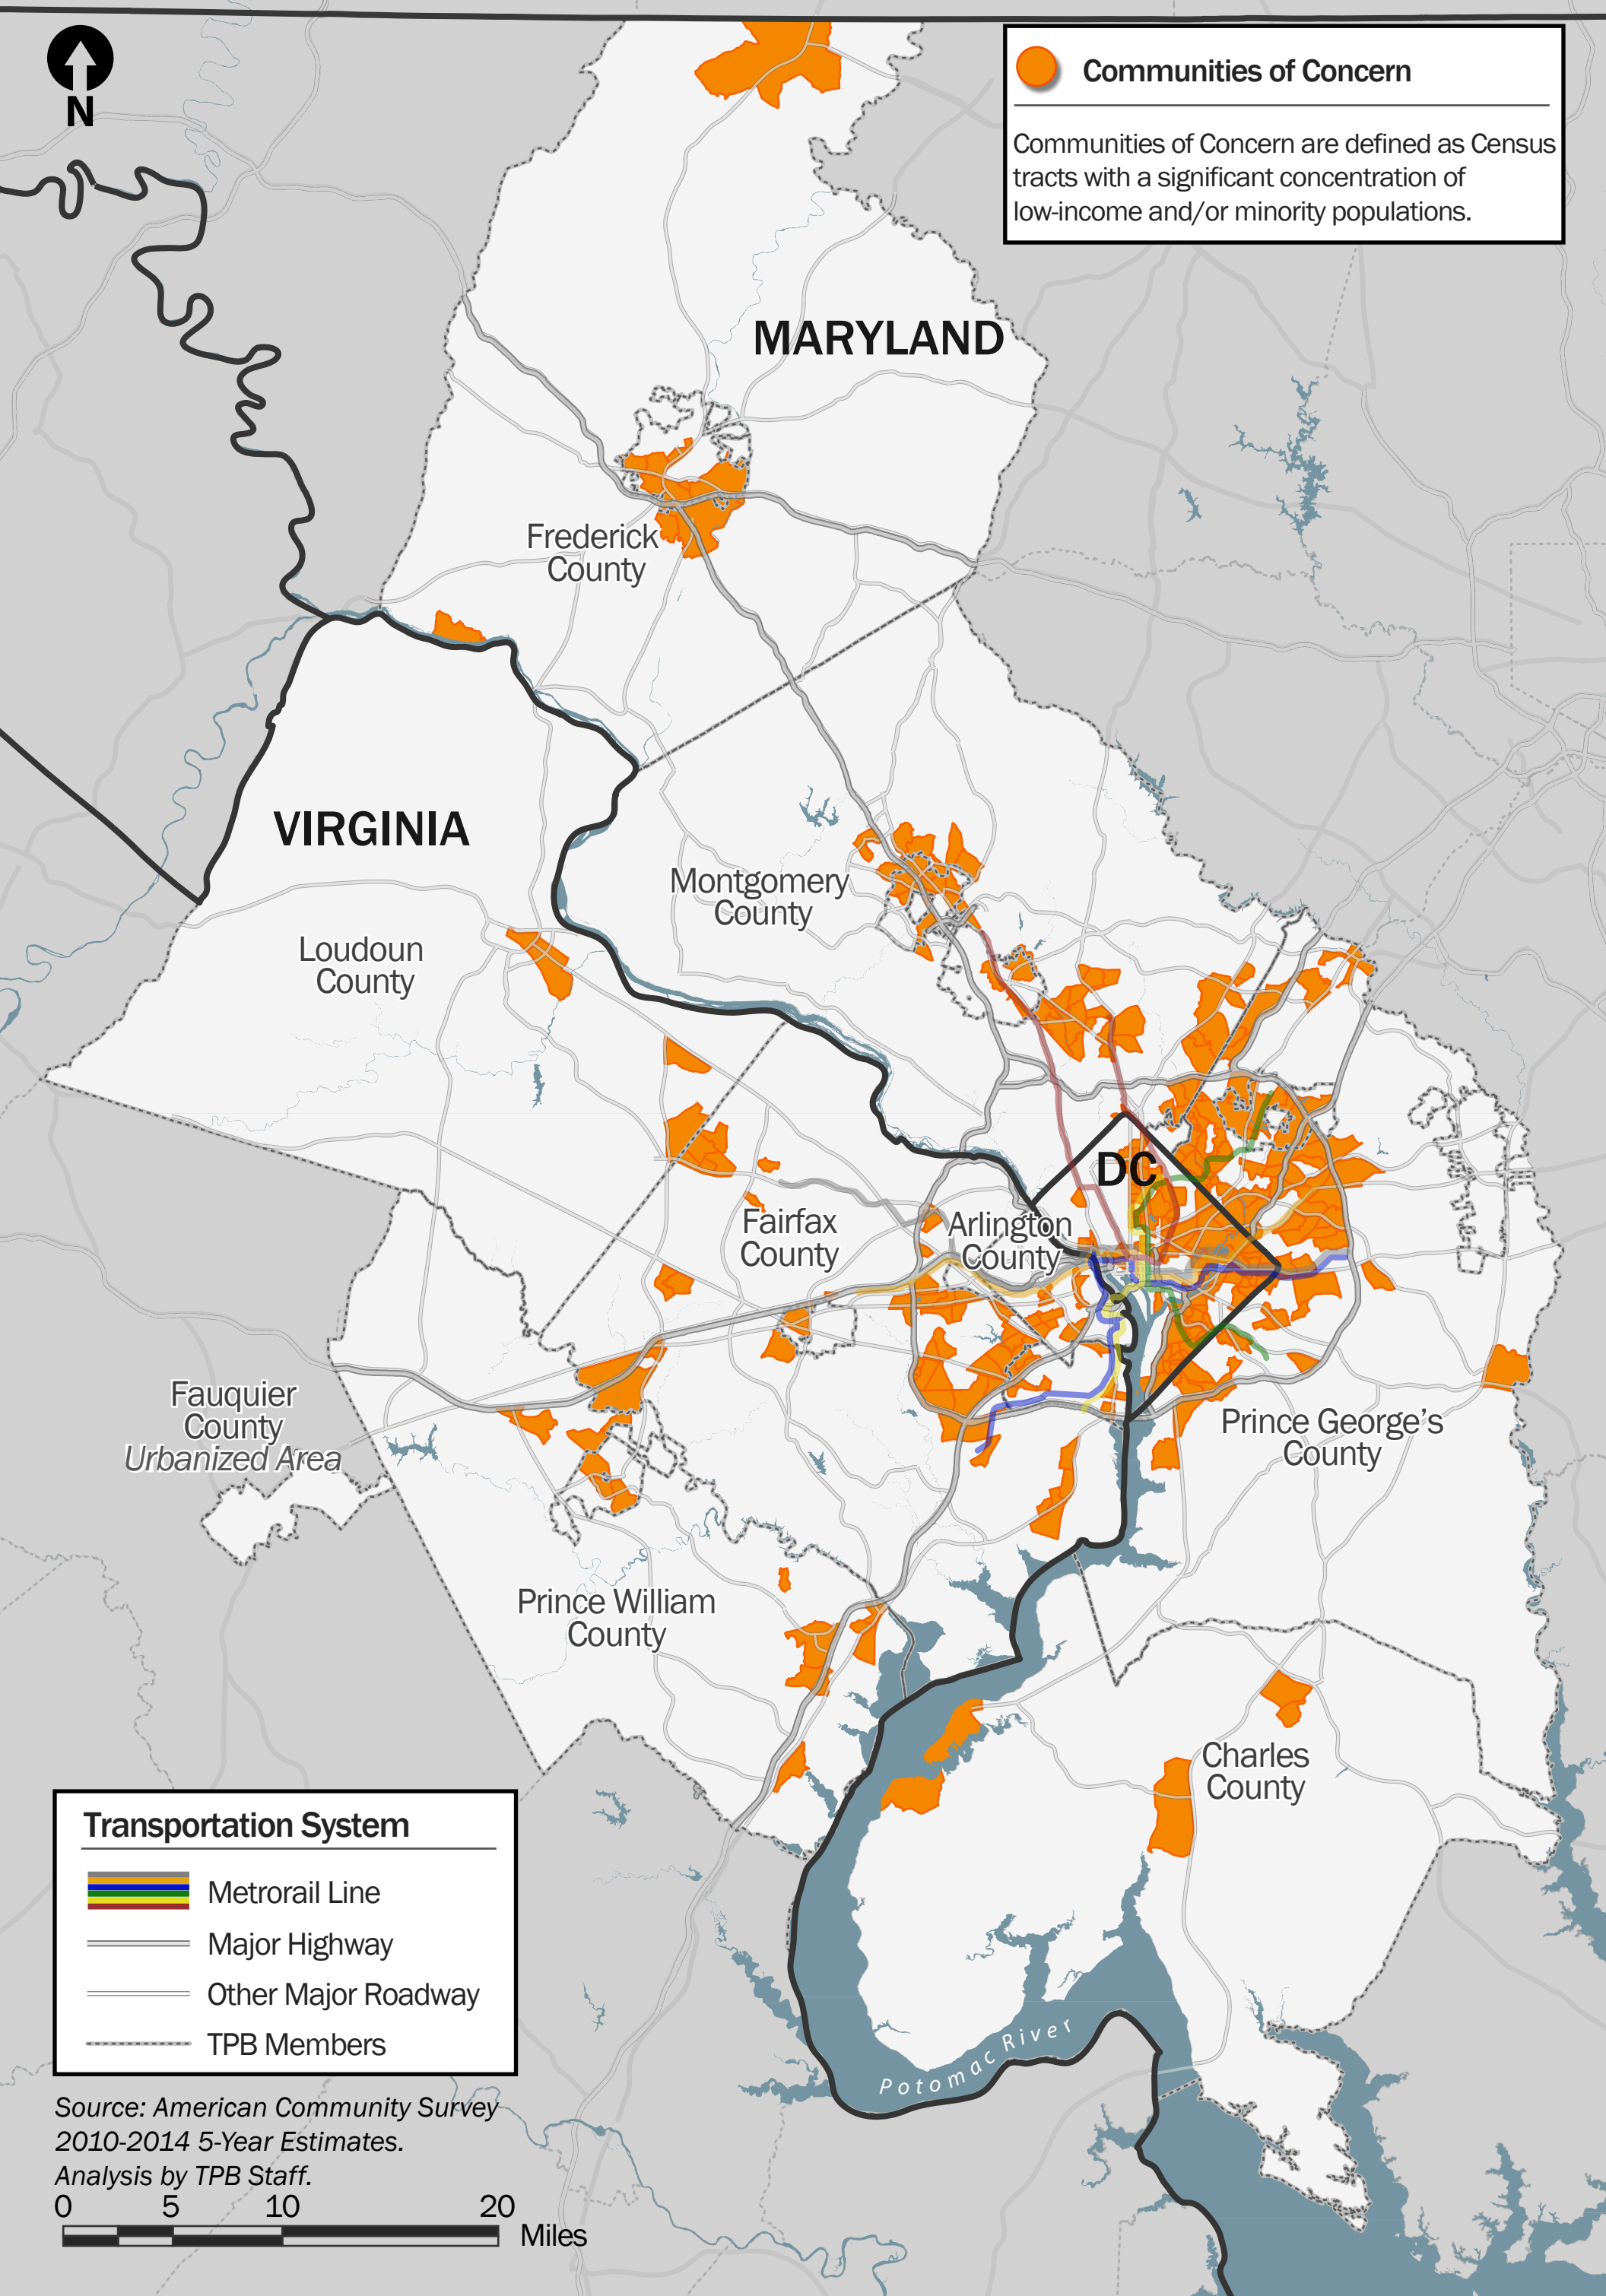 N
Communities of Concern
Communities of Concern are defined as Census
tracts with a significant concentration of
low-income and/or minority populations.
MARYLAND
Frederick
County
VIRGINIA
Montgomery
County
Loudoun
County
DC
Fairfax
County
Arlington
County
Fauquier
County
Urbanized Area
Prince George's
County
Prince William
County
Charles
County
Potomac River
Transportation System
Metrorail Line
Major Highway
Other Major Roadway
TPB Members
Source: American Community Survey
2010-2014 5-Year Estimates.
Analysis by TPB Staff.
0 5 10 20
Miles